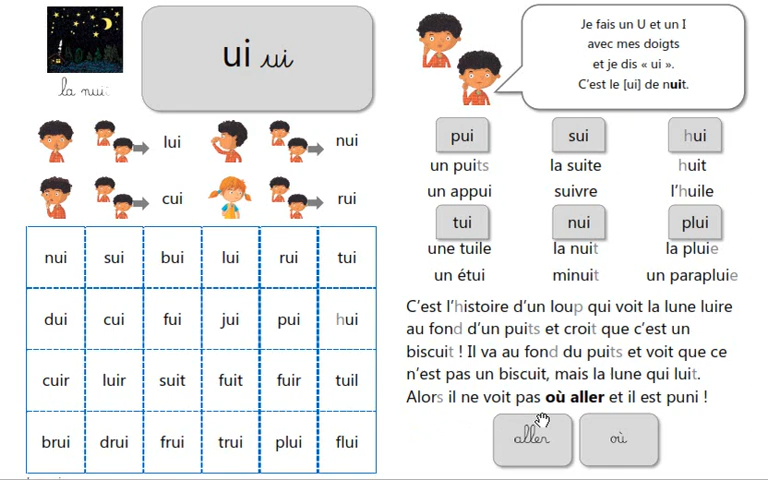 la nuit
ui ui
lui
nui
cui
rui
nui sui bui lui rui tui
dui cui fui jui pui hui
cuir luir suit fuit fuir tuil
brui drui frui trui plui flui
Je fais un U et un I
avec mes doigts
et je dis « ui ».
C'est le [ui] de nuit.
pui sui hui
un puits la suite huit
un appui suivre l'huile
tui nui plui
une tuile la nuit la pluie
un étui minuit un parapluie
C'est l'histoire d'un loup qui voit la lune luire
au fond d'un puits et croit que c'est un
biscuit ! Il va au fond du puits et voit que ce
n'est pas un biscuit, mais la lune qui luit.
Alors il ne voit pas où aller et il est puni !
aller où